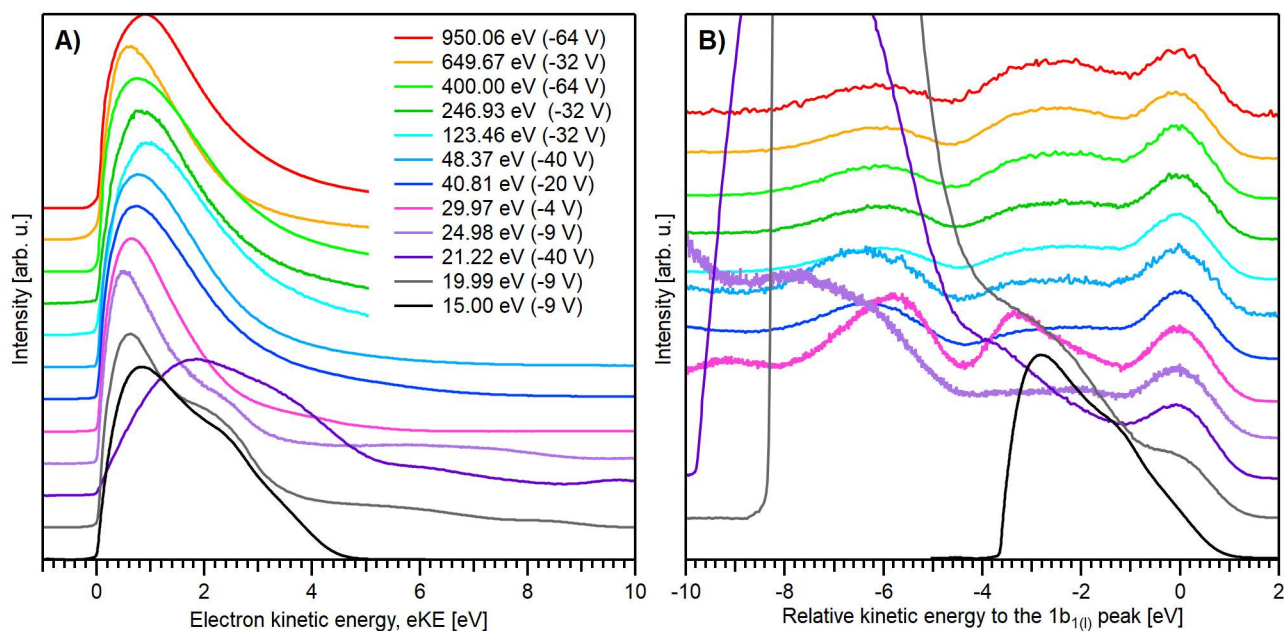 A)
950.06 eV (-64 V)
649.67 eV (-32 V)
400.00 eV (-64 V)
246.93 eV (-32 V)
123.46 eV (-32 V)
48.37 eV (-40 V)
40.81 eV (-20 V)
29.97 eV (-4 V)
24.98 eV (-9 V)
21.22 eV (-40 V)
19.99 eV (-9 V)
15.00 eV (-9 V)
Intensity [arb. u.]
0 2 4 6 8 10
Electron kinetic energy, eKE [eV]
B)
Intensity [arb. u.]
-10 -8 -6 -4 -2 0 2
Relative kinetic energy to the 1b1(l) peak [eV]